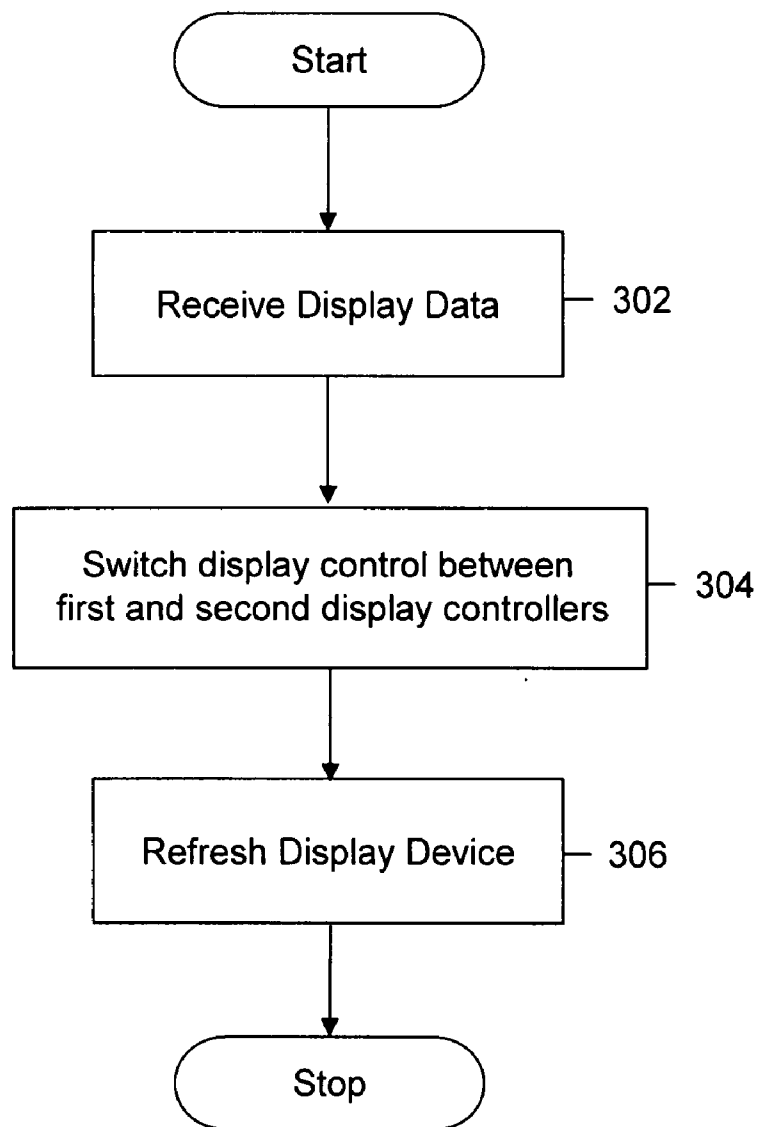 Start
Receive Display Data
302
Switch display control between
first and second display controllers
304
Refresh Display Device
306
Stop